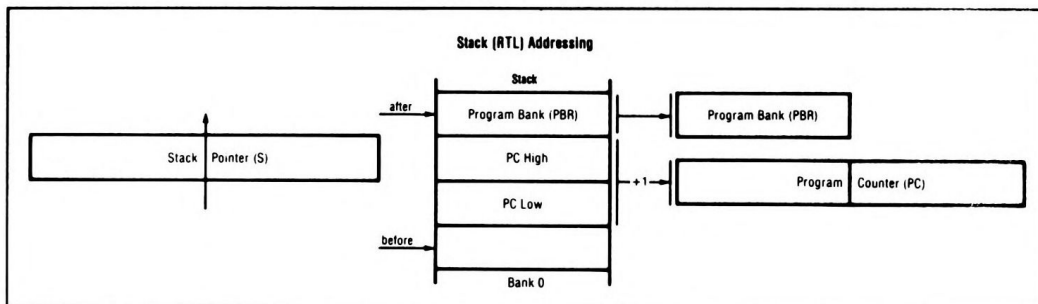 Stack (RTL) Addressing
Stack
after
Program Bank (PBR)
Program Bank (PBR)
Stack Pointer (S)
PC High
+1
Program Counter (PC)
PC Low
before
Bank 0